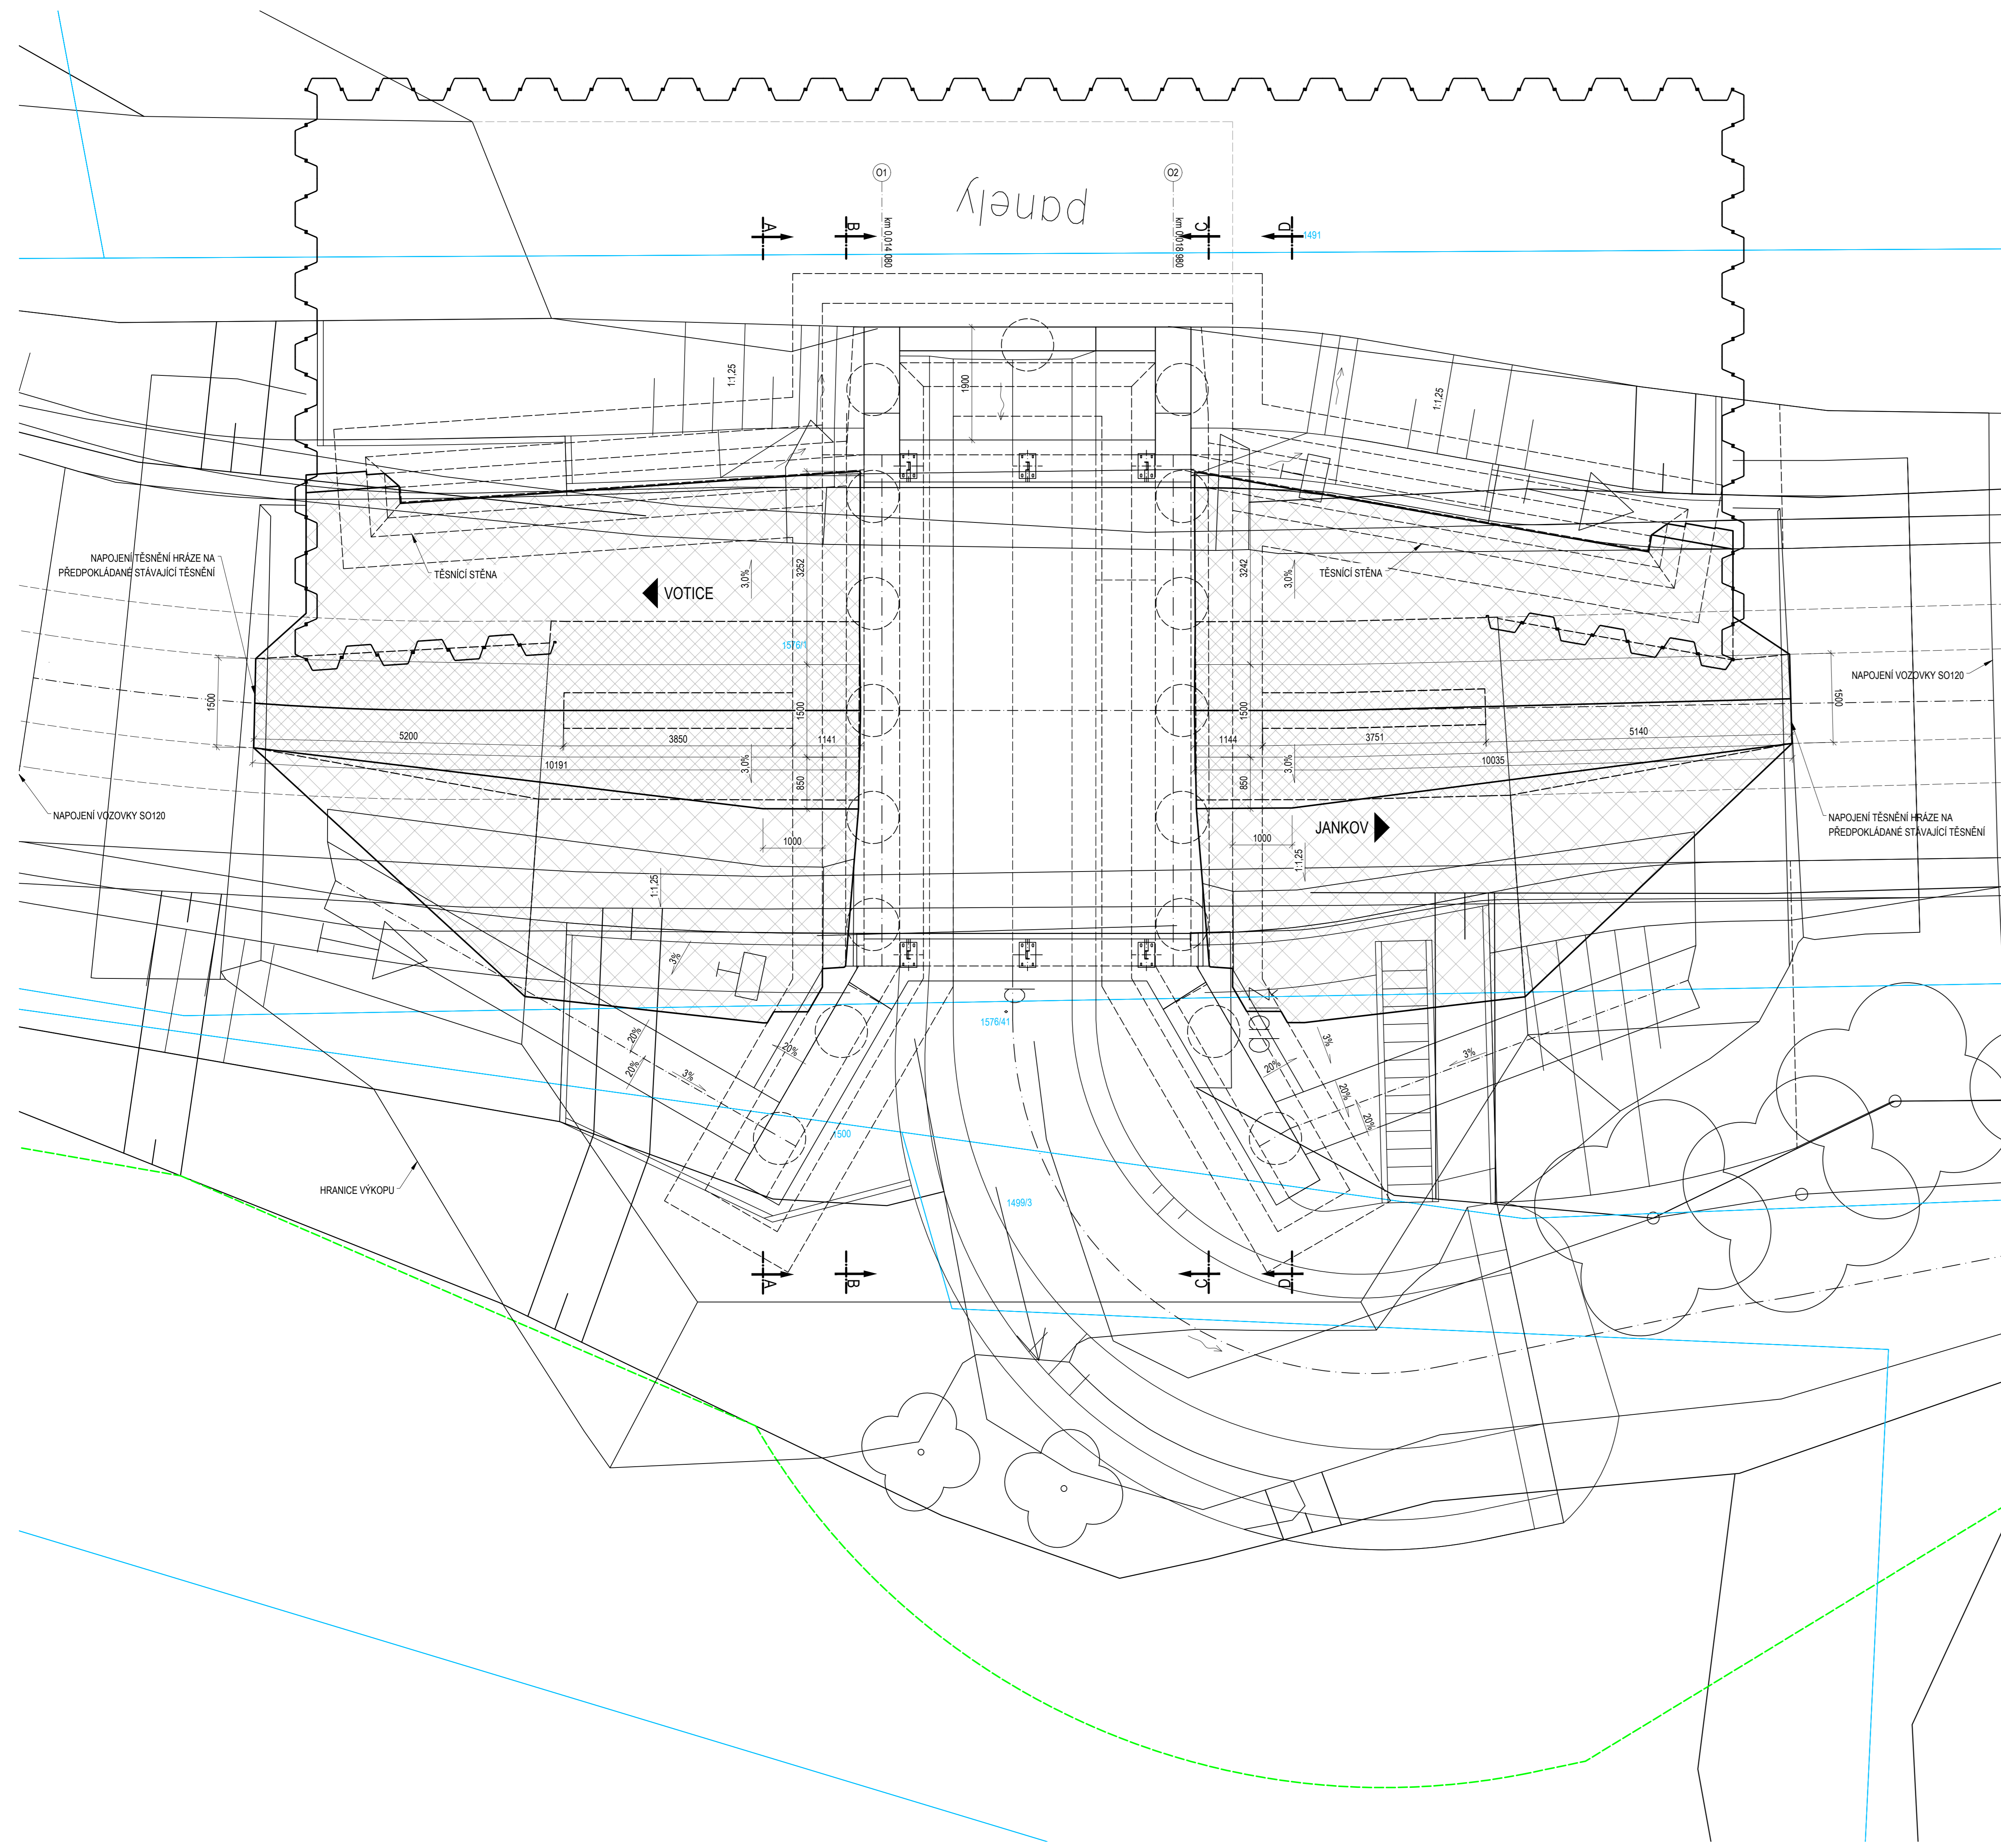 O1
O2
panely
km 0,014 080
km 0,018 980
A
B
C
D
1491
1:1,25
1900
1:1,25
NAPOJENÍ TĚSNĚNÍ HRÁZE NA
PŘEDPOKLÁDANÉ STÁVAJÍCÍ TĚSNĚNÍ
TĚSNÍCÍ STĚNA
VOTICE
3,0%
3252
3242
3,0%
TĚSNÍCÍ STĚNA
1576/1
NAPOJENÍ VOZOVKY SO120
1500
1500
1500
1500
5200
3850
1141
1144
3751
5140
10191
3,0%
3,0%
10035
850
850
NAPOJENÍ VOZOVKY SO120
JANKOV
NAPOJENÍ TĚSNĚNÍ HRÁZE NA
PŘEDPOKLÁDANÉ STÁVAJÍCÍ TĚSNĚNÍ
1000
1000
1:1,25
1:1,25
3%
1576/41
20%
20%
20%
3%
20%
3%
3%
20%
20%
1500
HRANICE VÝKOPU
1499/3
A
B
C
D